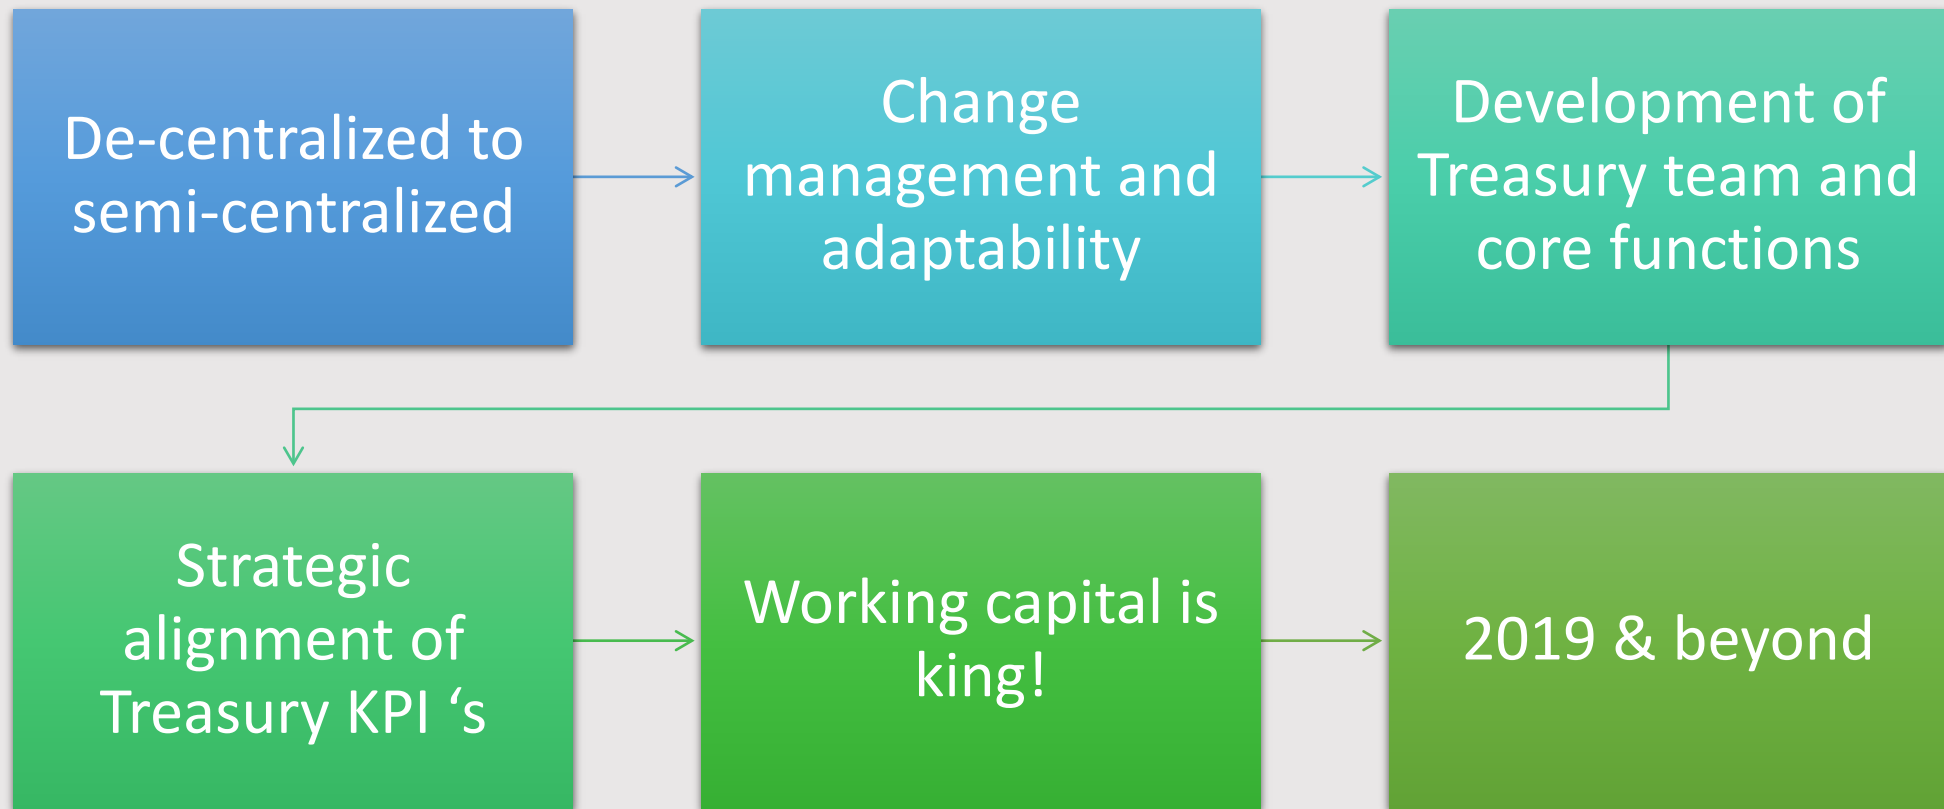 De-centralized to
semi-centralized
Change
management and
adaptability
Development of
Treasury team and
core functions
Strategic
alignment of
Treasury KPI ‘s
Working capital is
king!
2019 & beyond